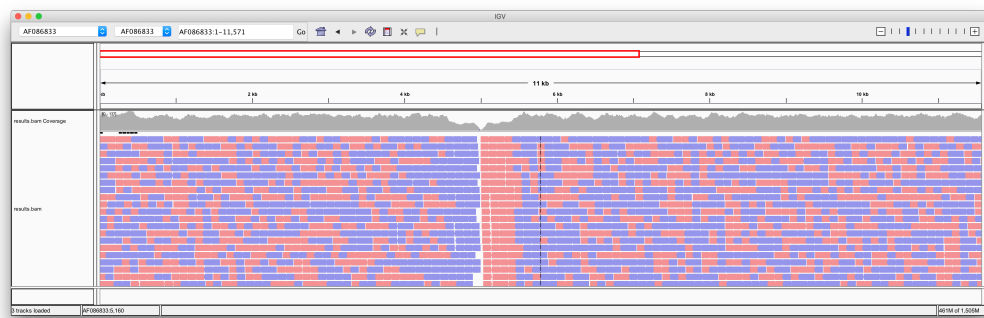 IGV
AF086833 AF086833 AF086833:1-11,571 Go
11 kb
2 kb 4 kb 6 kb 8 kb 10 kb
results.bam Coverage
results.bam
3 tracks loaded AF086833:5,160 461M of 1,505M